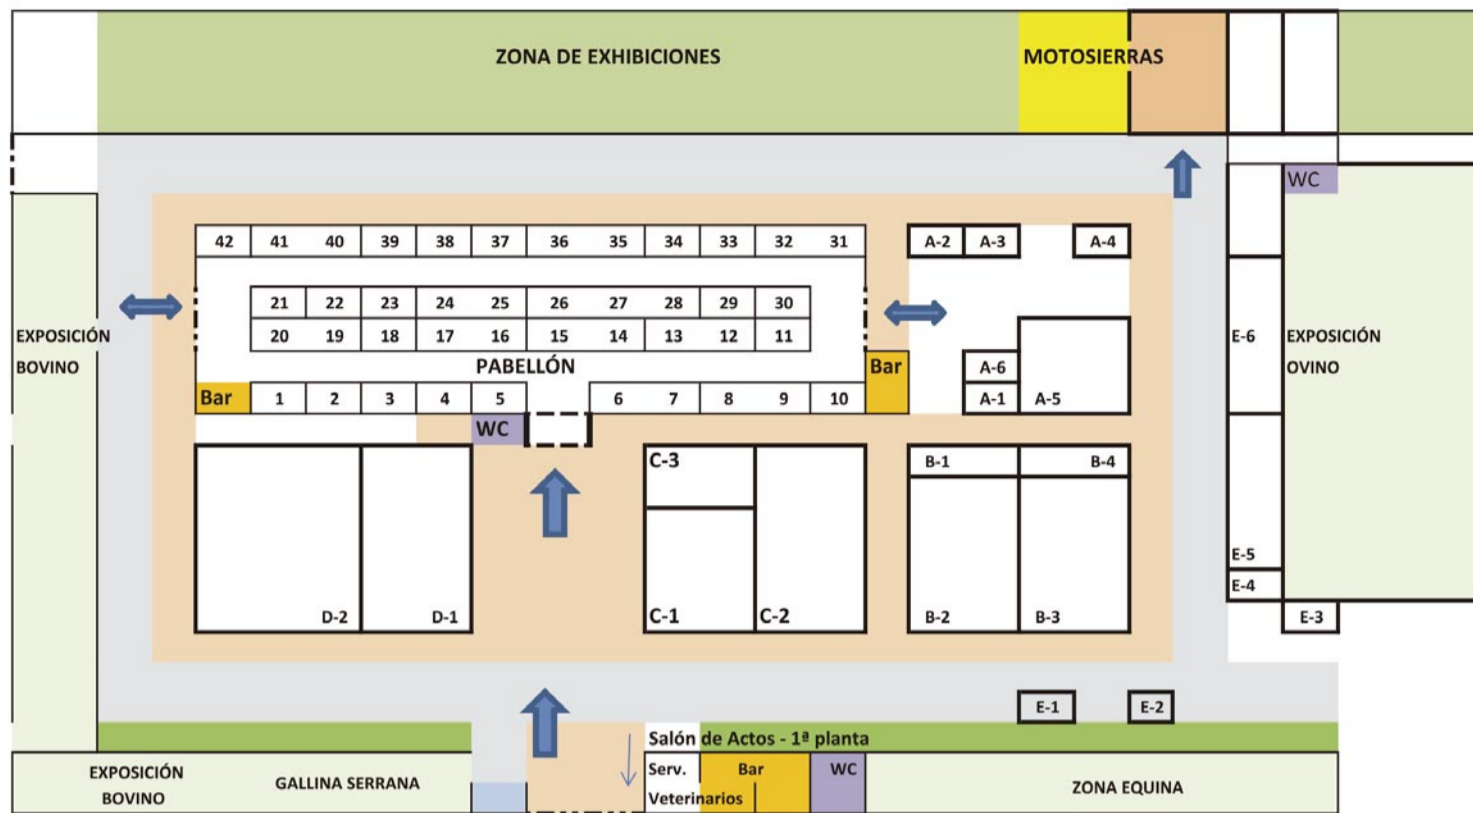 ZONA DE EXHIBICIONES MOTOSIERRAS
WC
42 41 40 39 38 37 36 35 34 33 32 31 A-2 A-3 A-4
21 22 23 24 25 26 27 28 29 30
20 19 18 17 16 15 14 13 12 11
EXPOSICIÓN
BOVINO
E-6
EXPOSICIÓN
OVINO
PABELLÓN
Bar
A-6
Bar 1 2 3 4 5 6 7 8 9 10 A-1 A-5
WC
C-3 B-1 B-4
E-5
E-4
D-2 D-1 C-1 C-2 B-2 B-3 E-3
E-1 E-2
Salón de Actos - 1ª planta
EXPOSICIÓN
BOVINO
GALLINA SERRANA
Serv.
Veterinarios
Bar
WC
ZONA EQUINA